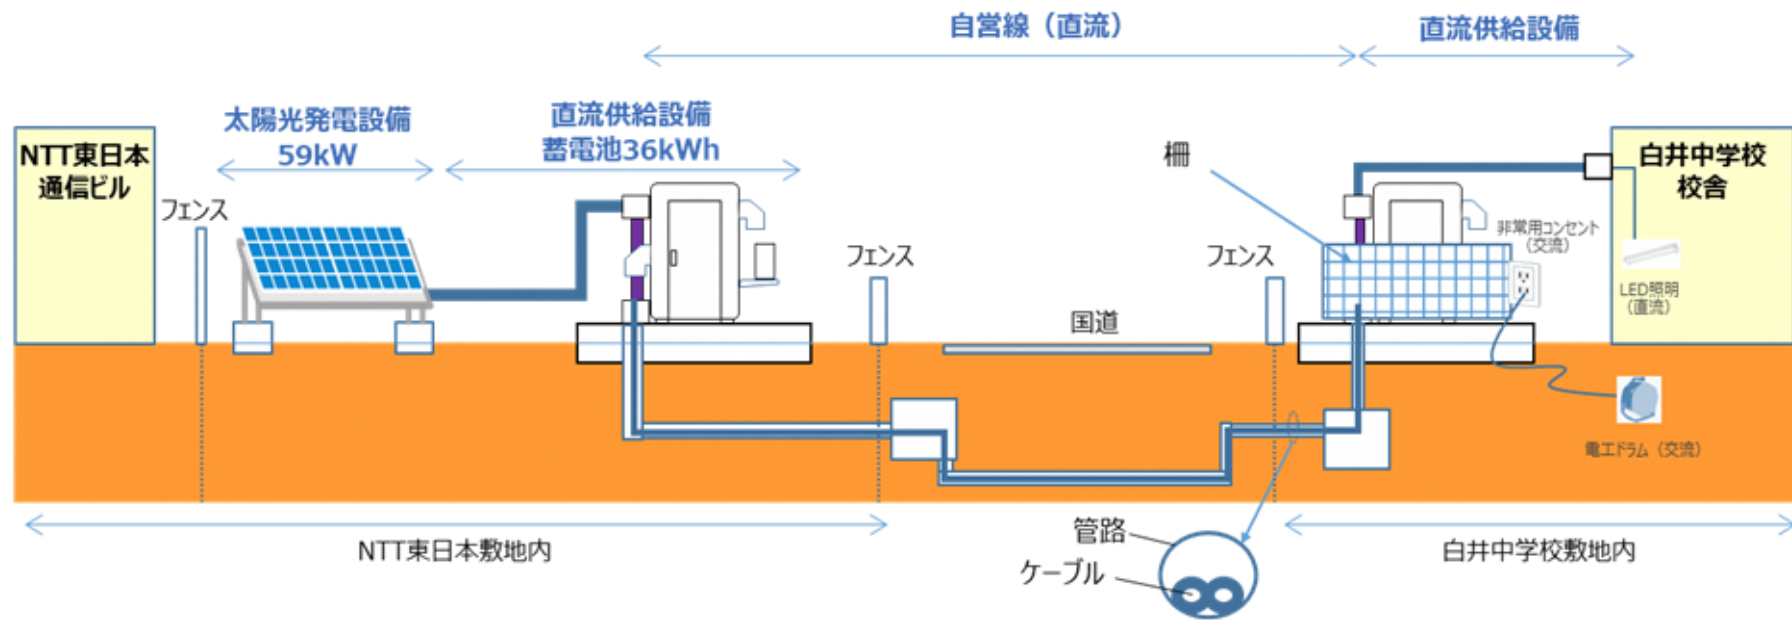 自営線（直流）
直流供給設備
太陽光発電設備
59kW
直流供給設備
蓄電池36kWh
NTT東日本
通信ビル
フェンス
フェンス
国道
フェンス
柵
非常用コンセント
（交流）
白井中学校
校舎
LED照明
（直流）
電工ドラム（交流）
NTT東日本敷地内
管路
ケーブル
白井中学校敷地内